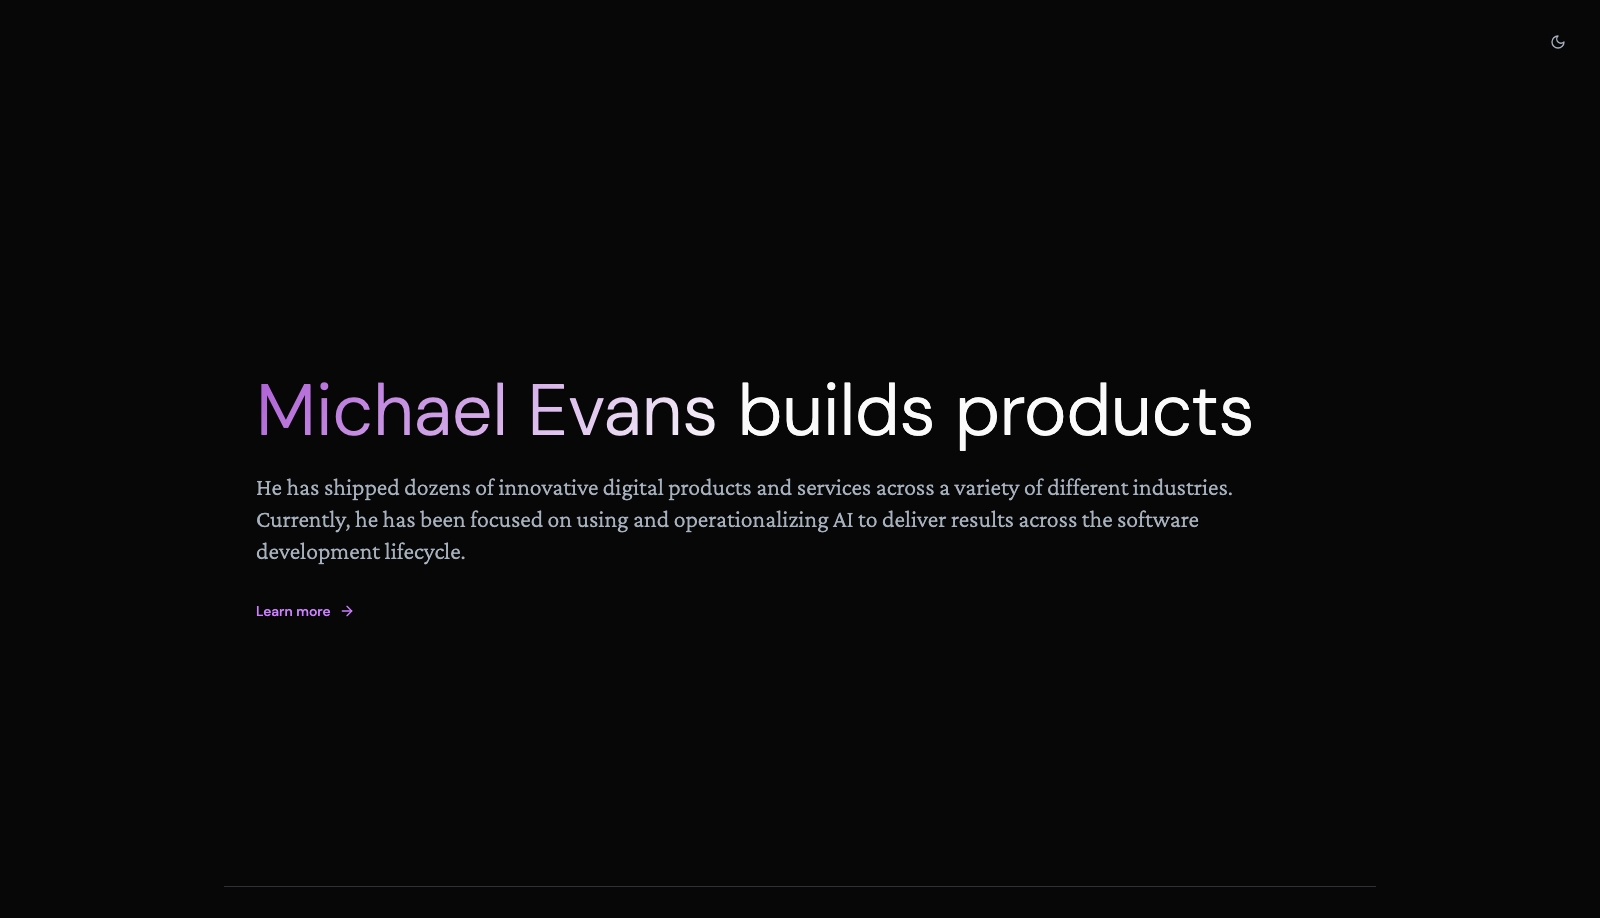 Michael Evans builds products
He has shipped dozens of innovative digital products and services across a variety of different industries.
Currently, he has been focused on using and operationalizing AI to deliver results across the software
development lifecycle.
Learn more